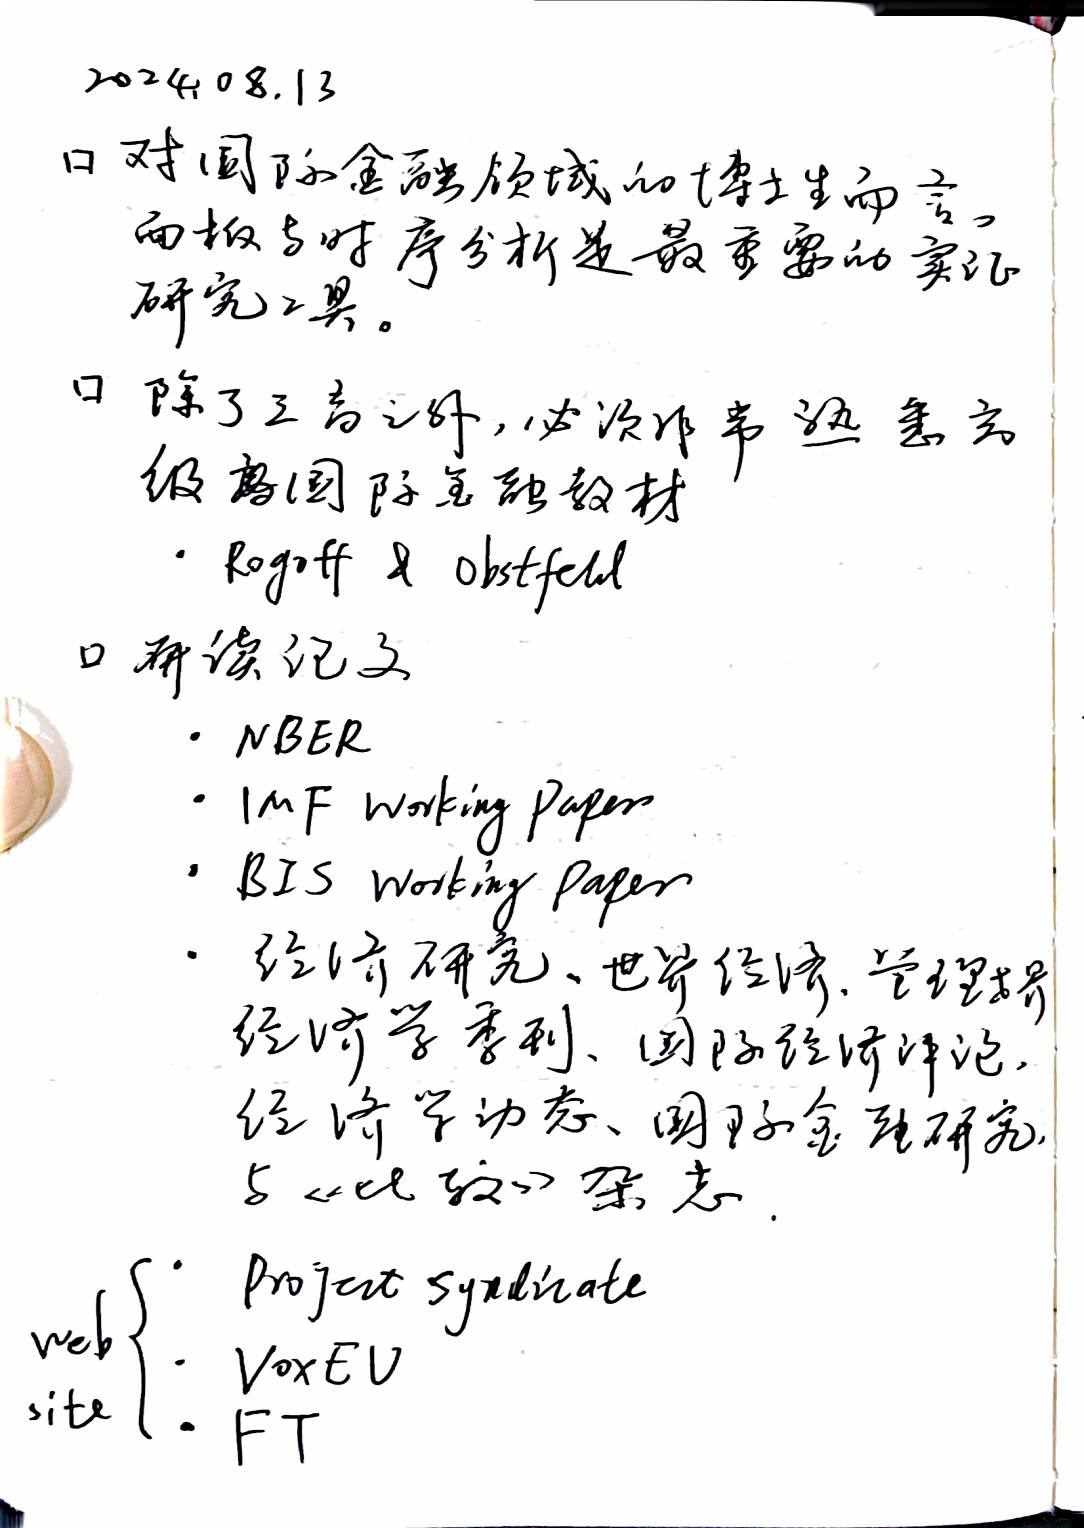 2024.08.13
口 对国际金融领域的博士生而言,
面板与时序分析是最重要的实证
研究工具。
口 除了三高之外,必须非常熟悉高
级国际金融教材
· Rogoff & Obstfeld
口 研读论文
· NBER
· IMF Working Paper
· BIS Working Paper
· 经济研究、世界经济、管理世界
经济学季刊、国际经济评论、
经济学动态、国际金融研究、
与《比较》杂志.
· Project Syndicate
web
· VoxEU
site
· FT